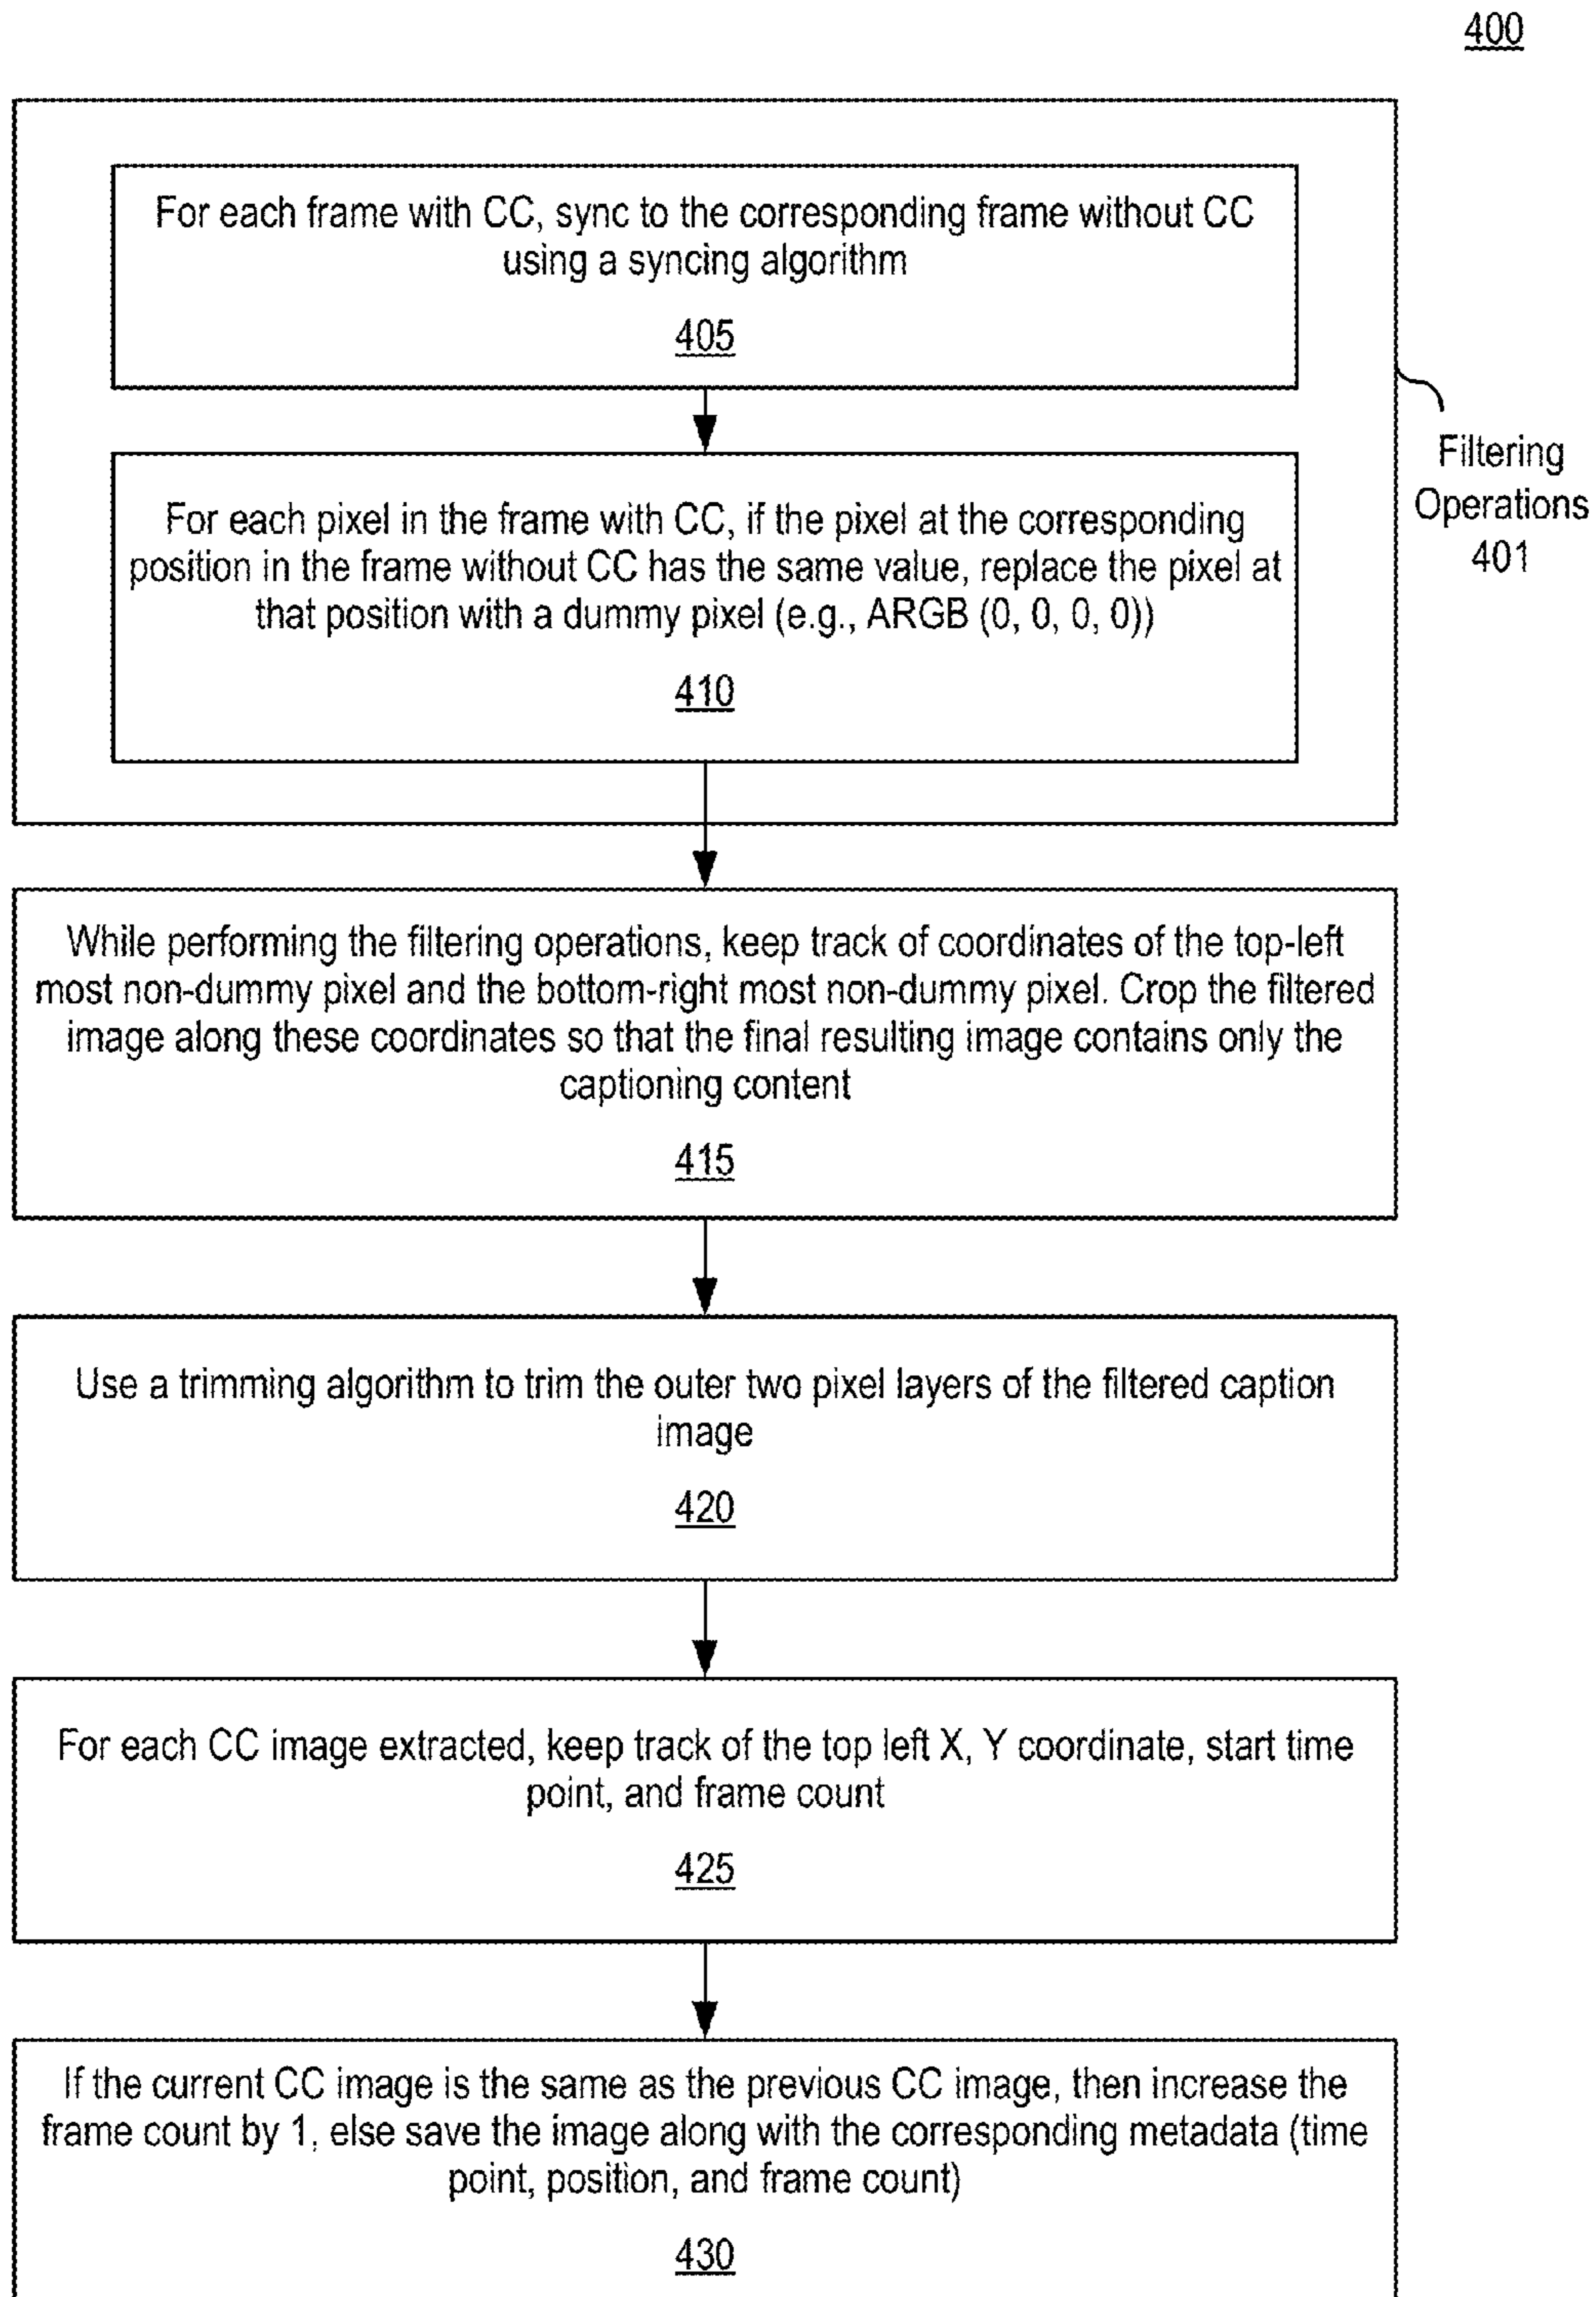 400
For each frame with CC, sync to the corresponding frame without CC
using a syncing algorithm
405
For each pixel in the frame with CC, if the pixel at the corresponding
position in the frame without CC has the same value, replace the pixel at
that position with a dummy pixel (e.g., ARGB (0, 0, 0, 0))
410
Filtering
Operations
401
While performing the filtering operations, keep track of coordinates of the top-left
most non-dummy pixel and the bottom-right most non-dummy pixel. Crop the filtered
image along these coordinates so that the final resulting image contains only the
captioning content
415
Use a trimming algorithm to trim the outer two pixel layers of the filtered caption
image
420
For each CC image extracted, keep track of the top left X, Y coordinate, start time
point, and frame count
425
If the current CC image is the same as the previous CC image, then increase the
frame count by 1, else save the image along with the corresponding metadata (time
point, position, and frame count)
430